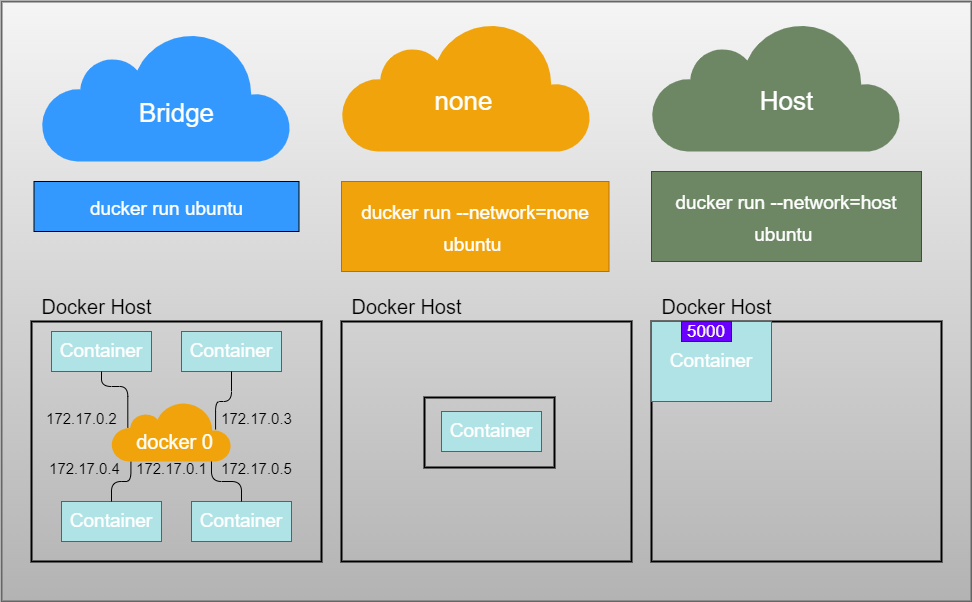 Bridge
none
Host
ducker run ubuntu
ducker run --network=none
ubuntu
ducker run --network=host
ubuntu
Docker Host
Container
Container
172.17.0.2
172.17.0.3
docker 0
172.17.0.4
172.17.0.1
172.17.0.5
Container
Container
Docker Host
Container
Docker Host
5000
Container